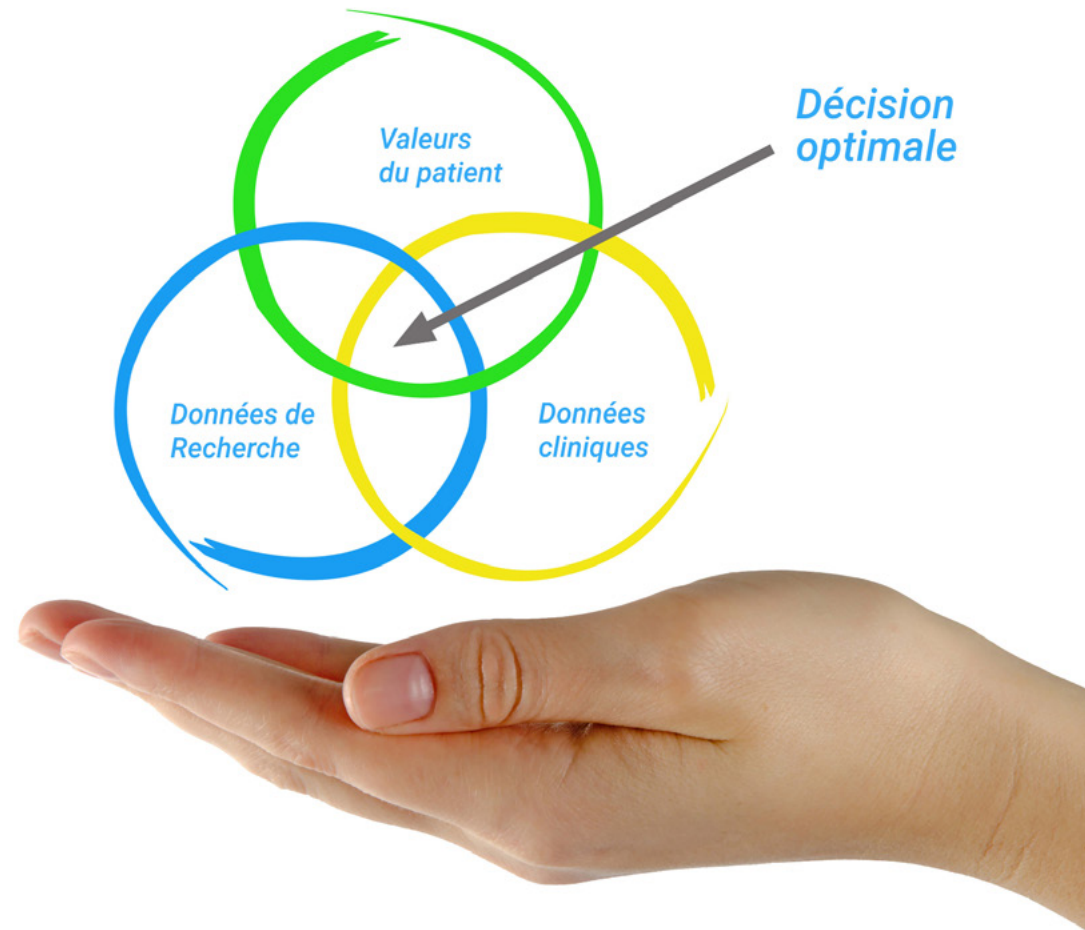 Valeurs
du patient
Décision
optimale
Données de
Recherche
Données
cliniques